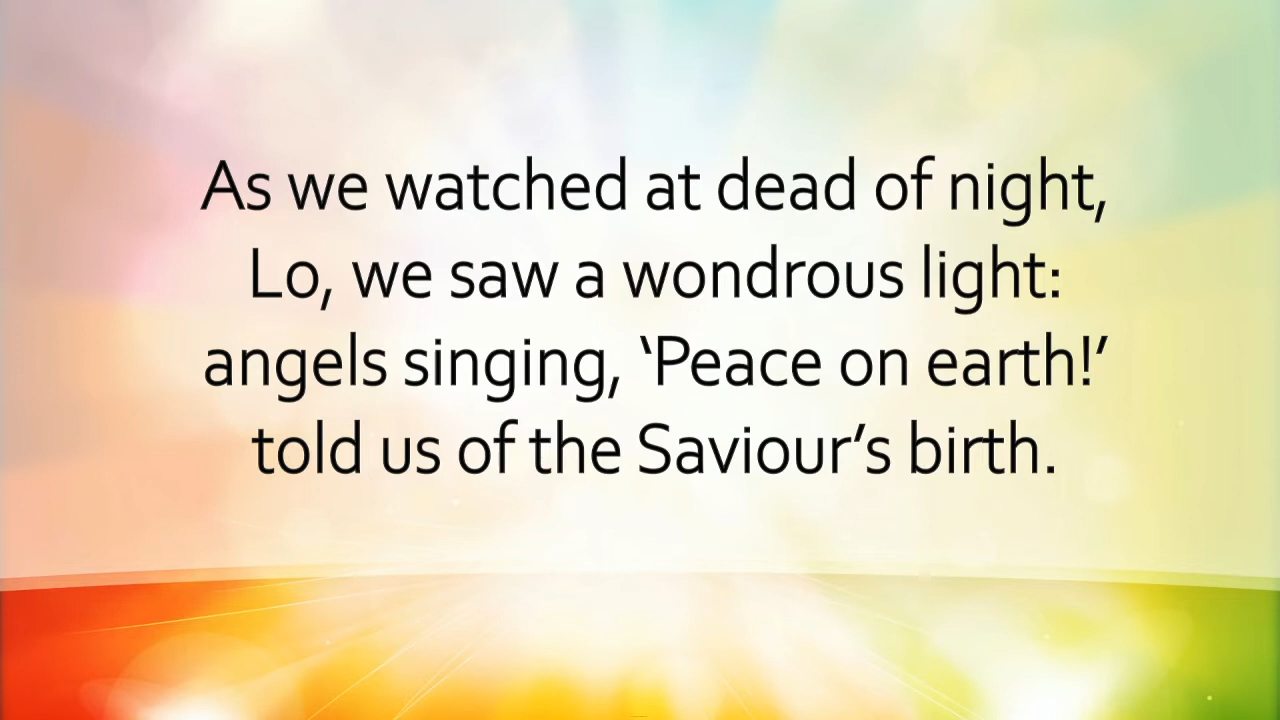 As we watched at dead of night,
Lo, we saw a wondrous light:
angels singing, ‘Peace on earth!’
told us of the Saviour’s birth.